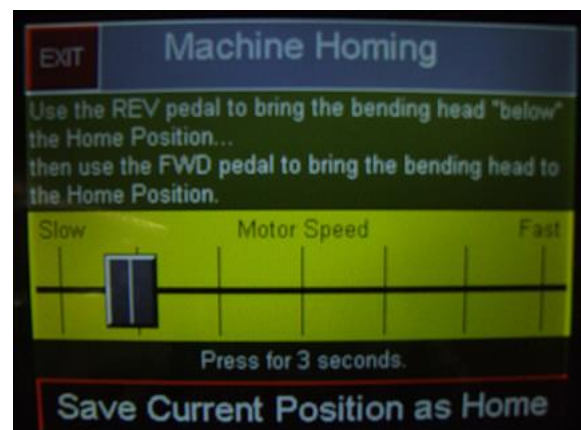 EXIT
Machine Homing
Use the REV pedal to bring the bending head "below"
the Home Position...
then use the FWD pedal to bring the bending head to
the Home Position.
Slow Motor Speed Fast
Press for 3 seconds.
Save Current Position as Home